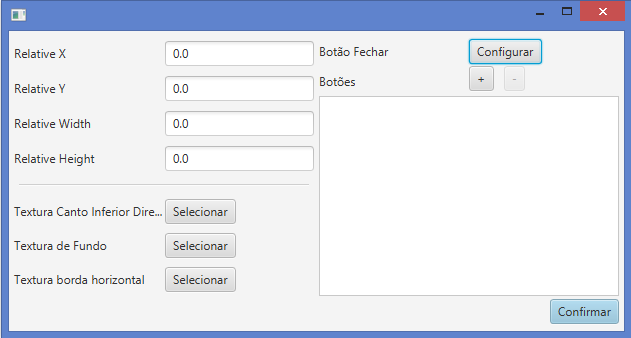 Relative X
0.0
Relative Y
0.0
Relative Width
0.0
Relative Height
0.0
Textura Canto Inferior Dire...
Selecionar
Textura de Fundo
Selecionar
Textura borda horizontal
Selecionar
Botão Fechar
Configurar
Botões
+
-
Confirmar